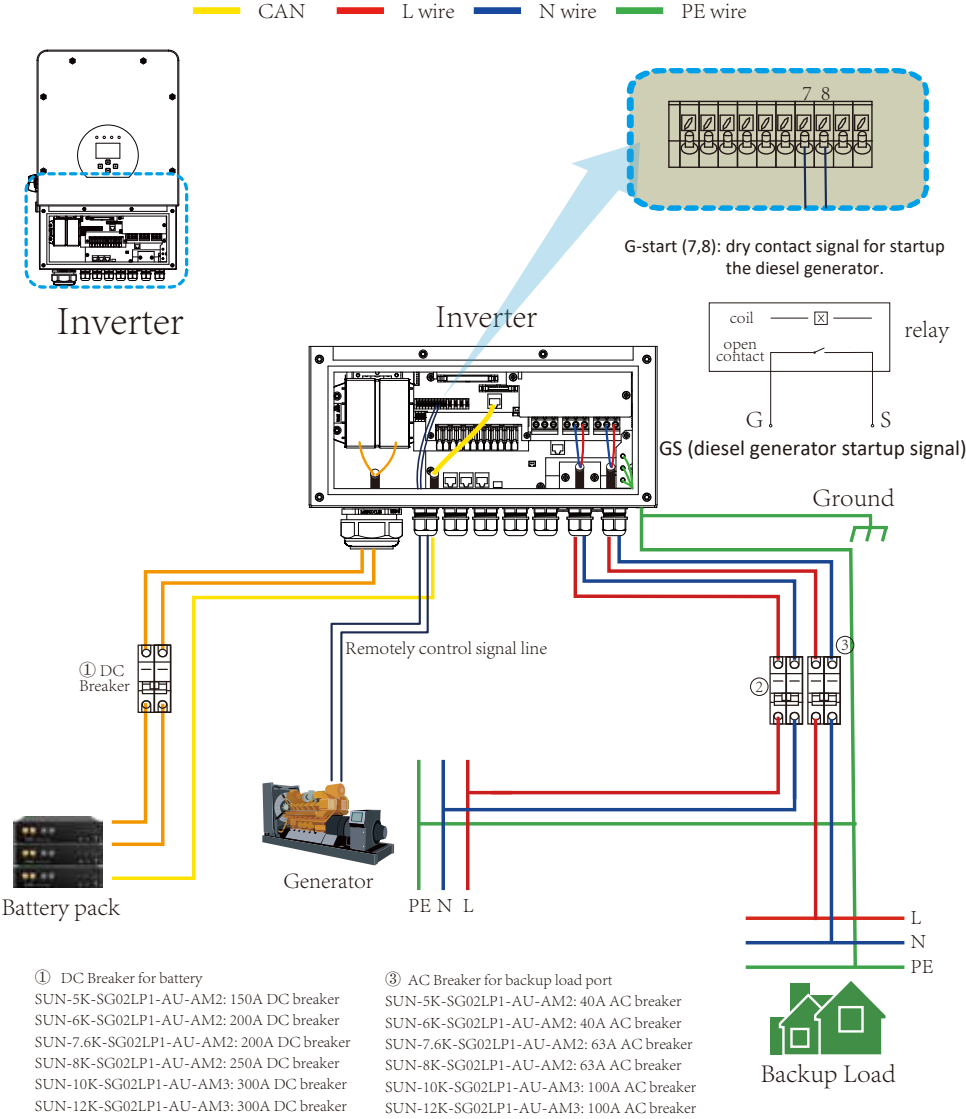 CAN L wire N wire PE wire
7 8
G-start (7,8): dry contact signal for startup
the diesel generator.
Inverter
Inverter
coil
open
contact
relay
G S
GS (diesel generator startup signal)
Ground
Remotely control signal line
① DC
Breaker
②
③
Generator
Battery pack
PE N L
L
N
PE
Backup Load
① DC Breaker for battery
SUN-5K-SG02LP1-AU-AM2: 150A DC breaker
SUN-6K-SG02LP1-AU-AM2: 200A DC breaker
SUN-7.6K-SG02LP1-AU-AM2: 200A DC breaker
SUN-8K-SG02LP1-AU-AM2: 250A DC breaker
SUN-10K-SG02LP1-AU-AM3: 300A DC breaker
SUN-12K-SG02LP1-AU-AM3: 300A DC breaker
③ AC Breaker for backup load port
SUN-5K-SG02LP1-AU-AM2: 40A AC breaker
SUN-6K-SG02LP1-AU-AM2: 40A AC breaker
SUN-7.6K-SG02LP1-AU-AM2: 63A AC breaker
SUN-8K-SG02LP1-AU-AM2: 63A AC breaker
SUN-10K-SG02LP1-AU-AM3: 100A AC breaker
SUN-12K-SG02LP1-AU-AM3: 100A AC breaker